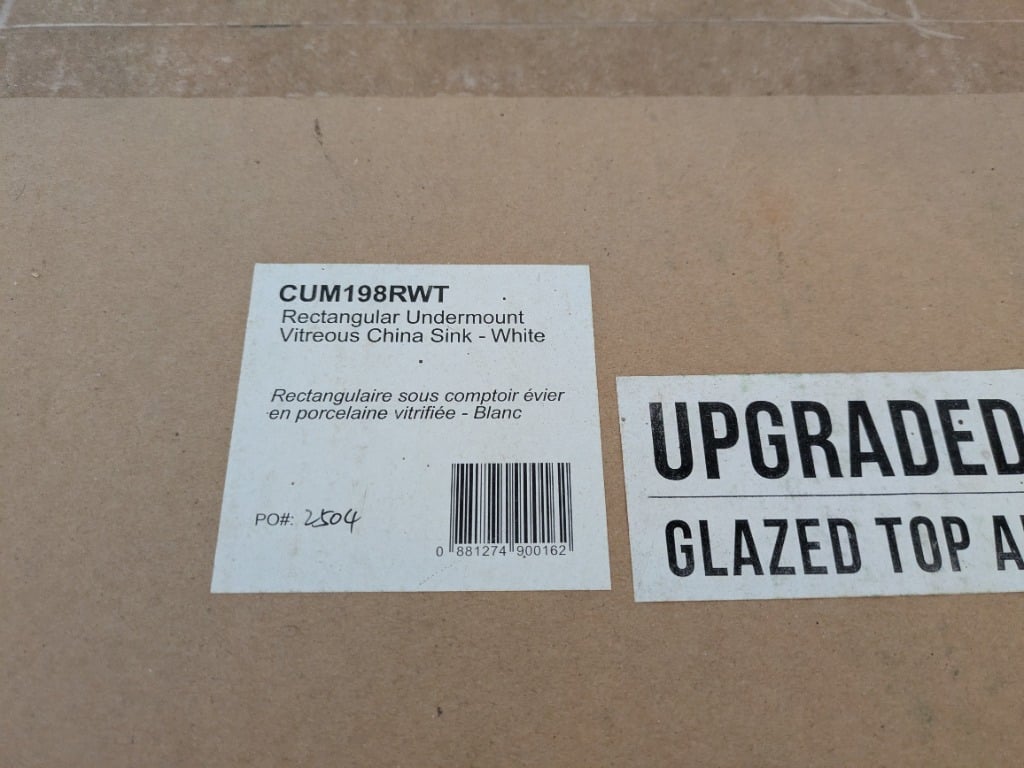 CUM198RWT
Rectangular Undermount
Vitreous China Sink - White
Rectangulaire sous comptoir évier
en porcelaine vitrifiée - Blanc
PO#: 2504
0 881274 900162
UPGRADED
GLAZED TOP A